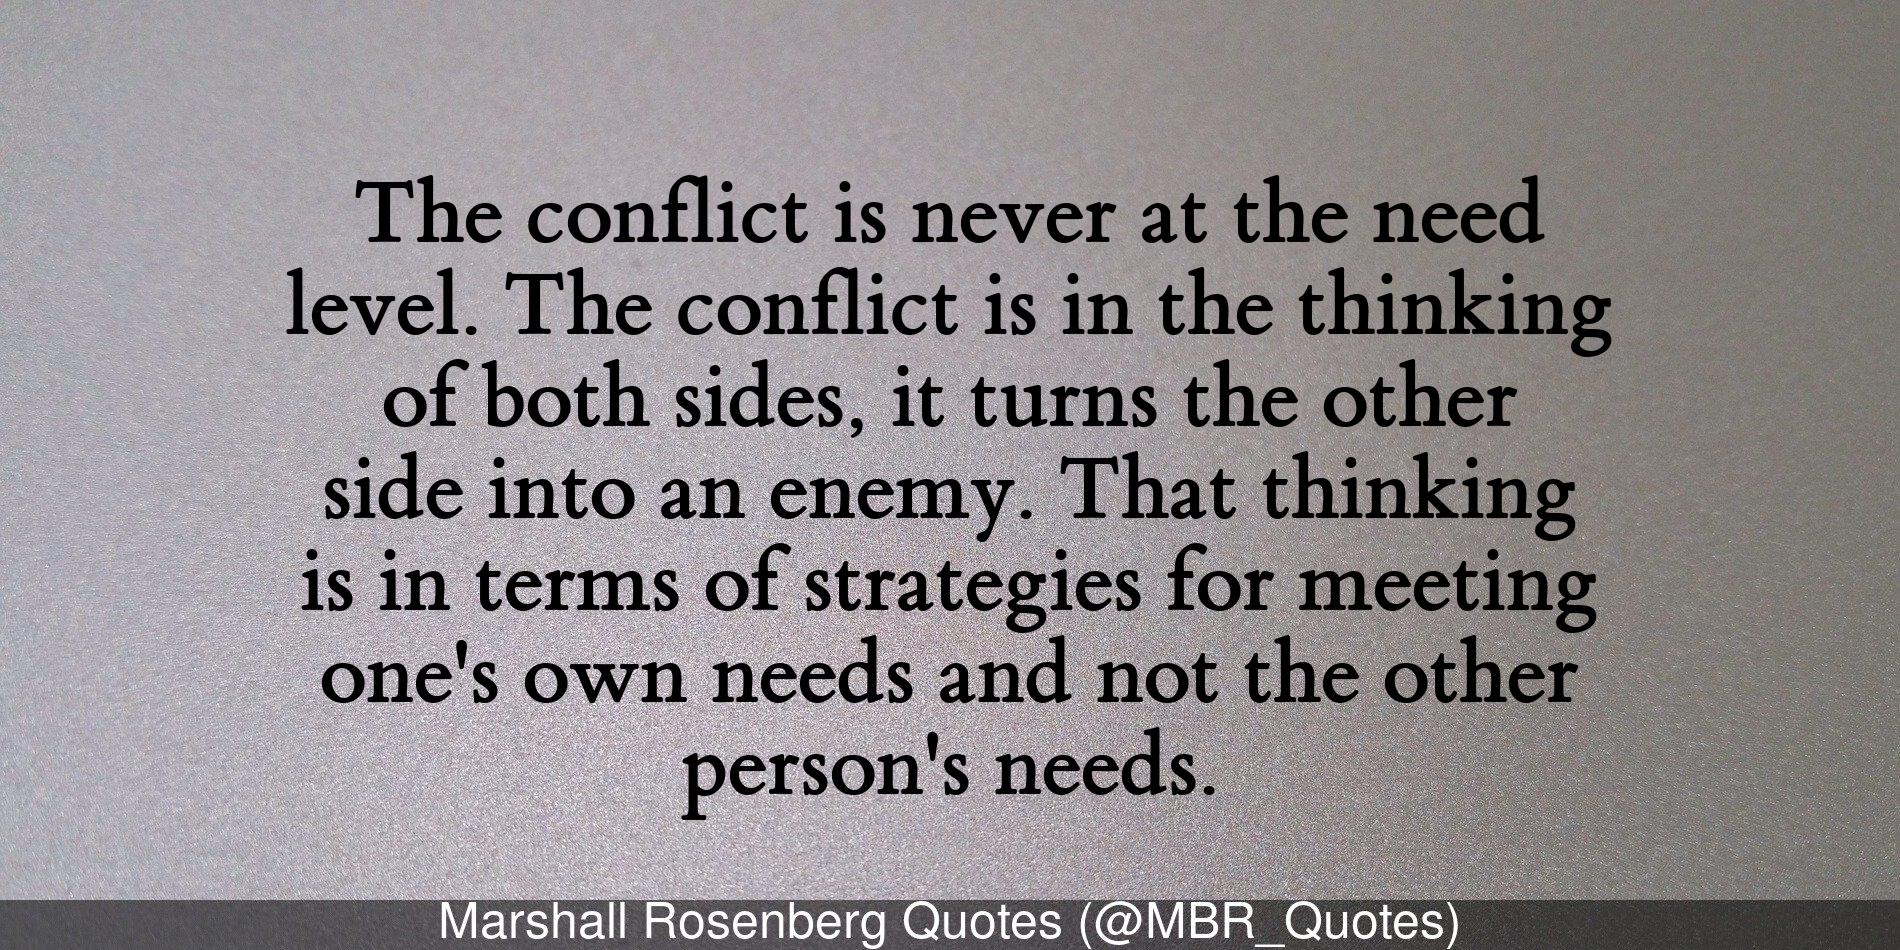 The conflict is never at the need
level. The conflict is in the thinking
of both sides, it turns the other
side into an enemy. That thinking
is in terms of strategies for meeting
one's own needs and not the other
person's needs.
Marshall Rosenberg Quotes (@MBR_Quotes)